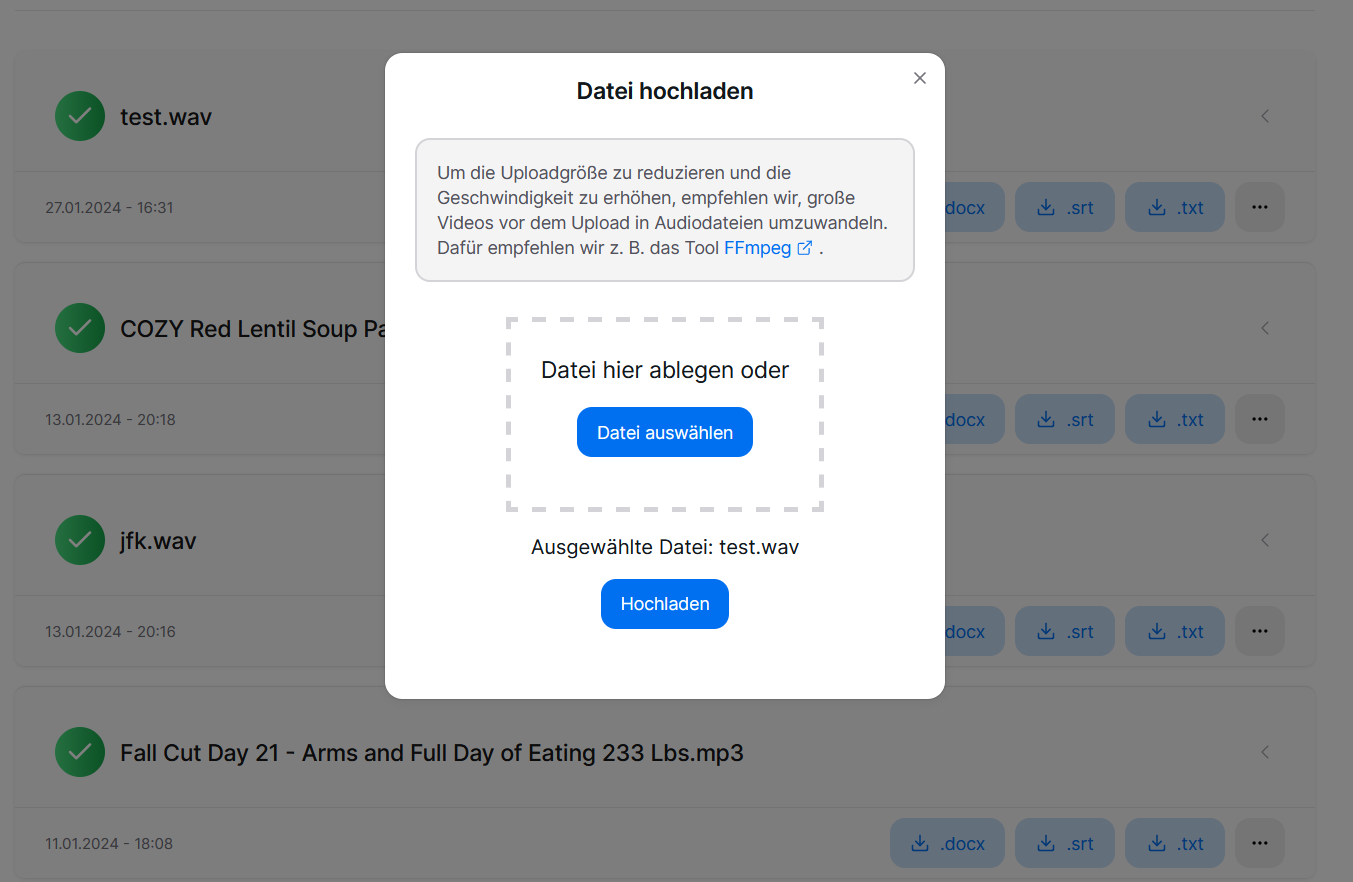 Datei hochladen
Um die Uploadgröße zu reduzieren und die
Geschwindigkeit zu erhöhen, empfehlen wir, große
Videos vor dem Upload in Audiodateien umzuwandeln.
Dafür empfehlen wir z. B. das Tool FFmpeg .
Datei hier ablegen oder
Datei auswählen
Ausgewählte Datei: test.wav
Hochladen
test.wav
27.01.2024 - 16:31
docx .srt .txt
COZY Red Lentil Soup
13.01.2024 - 20:18
docx .srt .txt
jfk.wav
13.01.2024 - 20:16
docx .srt .txt
Fall Cut Day 21 - Arms and Full Day of Eating 233 Lbs.mp3
11.01.2024 - 18:08
.docx .srt .txt